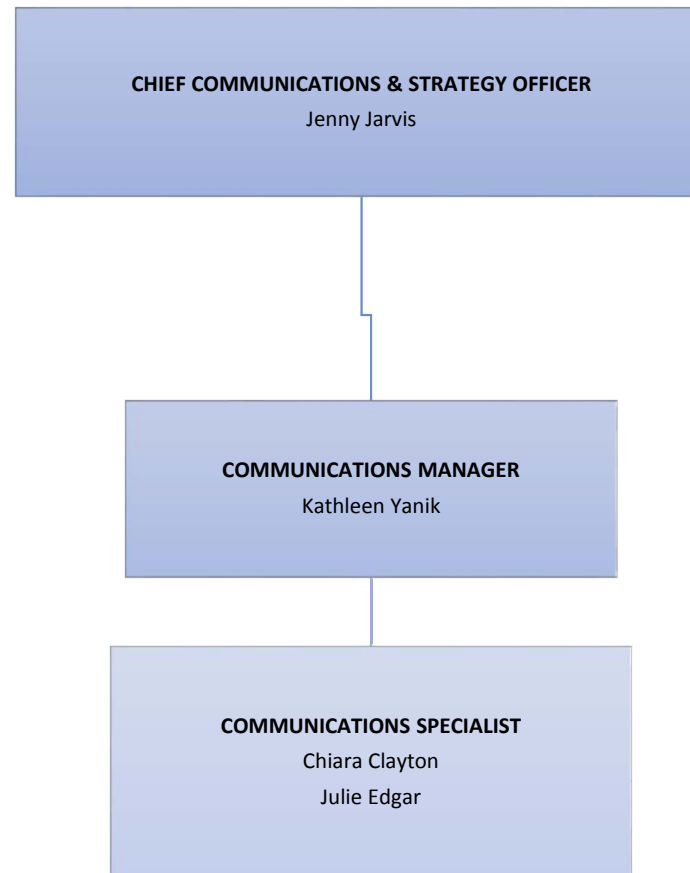 CHIEF COMMUNICATIONS & STRATEGY OFFICER
Jenny Jarvis
COMMUNICATIONS MANAGER
Kathleen Yanik
COMMUNICATIONS SPECIALIST
Chiara Clayton
Julie Edgar